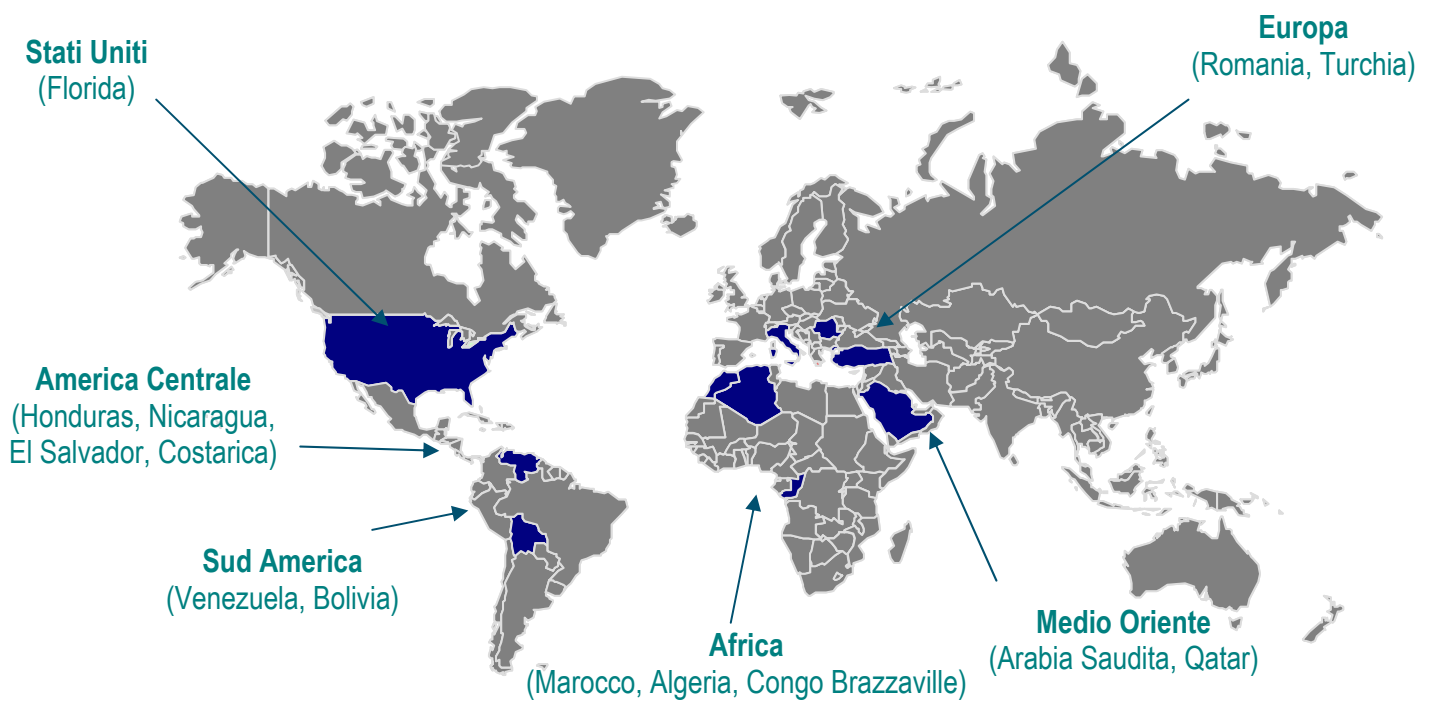 Stati Uniti
(Florida)
Europa
(Romania, Turchia)
America Centrale
(Honduras, Nicaragua,
El Salvador, Costarica)
Sud America
(Venezuela, Bolivia)
Africa
(Marocco, Algeria, Congo Brazzaville)
Medio Oriente
(Arabia Saudita, Qatar)